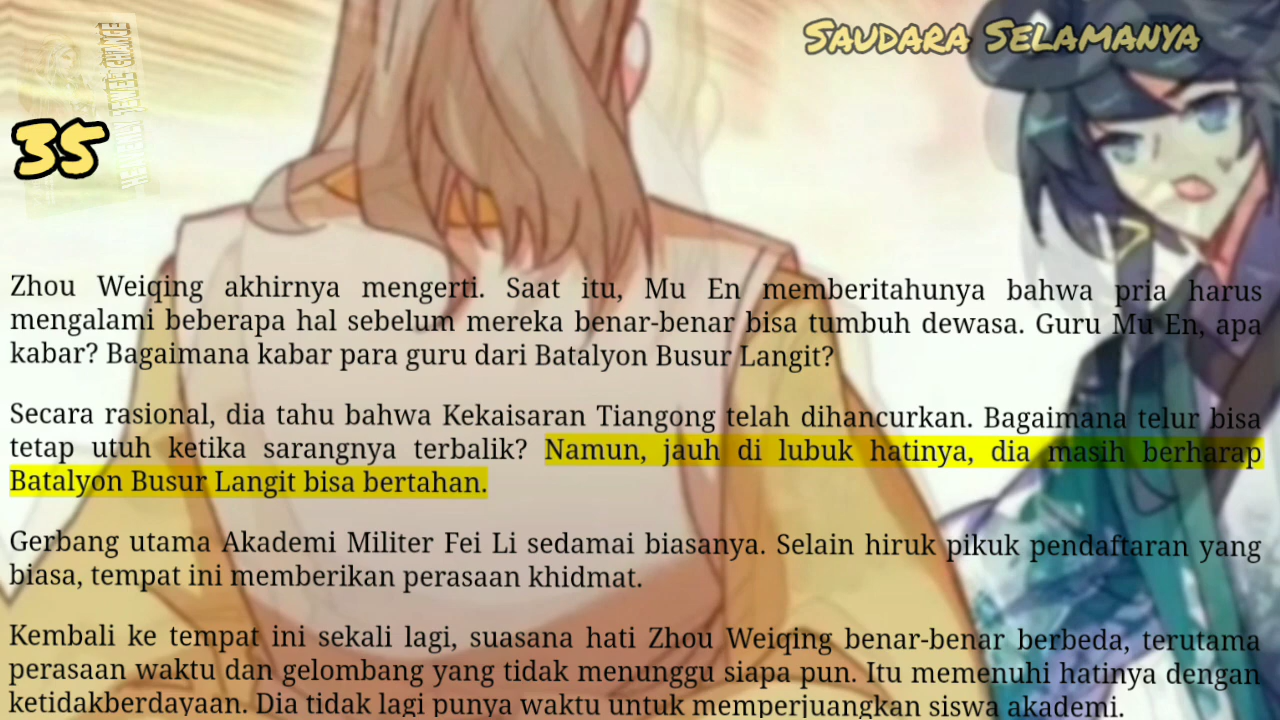 Saudara Selamanya
HEAVENLY JEWEL CHANGE
35
Zhou Weiqing akhirnya mengerti. Saat itu, Mu En memberitahunya bahwa pria harus
mengalami beberapa hal sebelum mereka benar-benar bisa tumbuh dewasa. Guru Mu En, apa
kabar? Bagaimana kabar para guru dari Batalyon Busur Langit?
Secara rasional, dia tahu bahwa Kekaisaran Tiangong telah dihancurkan. Bagaimana telur bisa
tetap utuh ketika sarangnya terbalik? Namun, jauh di lubuk hatinya, dia masih berharap
Batalyon Busur Langit bisa bertahan.
Gerbang utama Akademi Militer Fei Li sedamai biasanya. Selain hiruk pikuk pendaftaran yang
biasa, tempat ini memberikan perasaan khidmat.
Kembali ke tempat ini sekali lagi, suasana hati Zhou Weiqing benar-benar berbeda, terutama
perasaan waktu dan gelombang yang tidak menunggu siapa pun. Itu memenuhi hatinya dengan
ketidakberdayaan. Dia tidak lagi punya waktu untuk memperjuangkan siswa akademi.